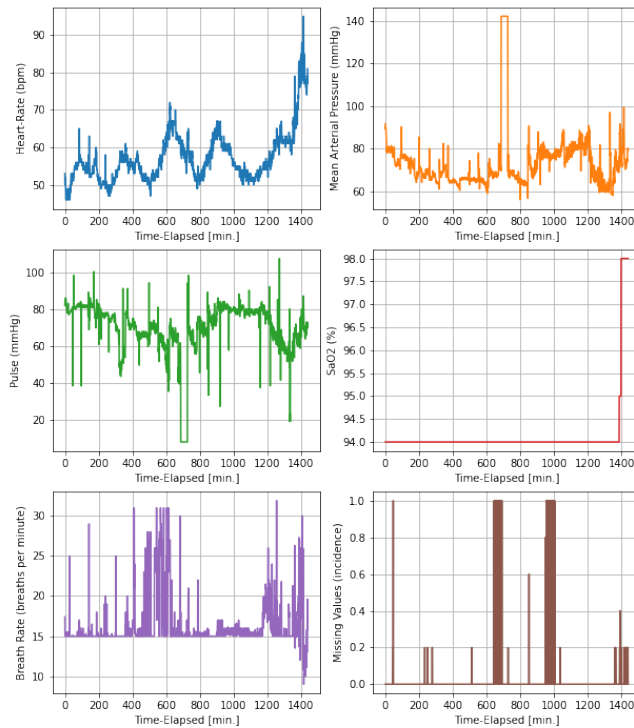 Heart-Rate (bpm)
90
80
70
60
50
0 200 400 600 800 1000 1200 1400
Time-Elapsed [min.]
Mean Arterial Pressure (mmHg)
140
120
100
80
60
0 200 400 600 800 1000 1200 1400
Time-Elapsed [min.]
Pulse (mmHg)
100
80
60
40
20
0 200 400 600 800 1000 1200 1400
Time-Elapsed [min.]
SaO2 (%)
98.0
97.5
97.0
96.5
96.0
95.5
95.0
94.5
94.0
0 200 400 600 800 1000 1200 1400
Time-Elapsed [min.]
Breath Rate (breaths per minute)
30
25
20
15
10
0 200 400 600 800 1000 1200 1400
Time-Elapsed [min.]
Missing Values (incidence)
1.0
0.8
0.6
0.4
0.2
0.0
0 200 400 600 800 1000 1200 1400
Time-Elapsed [min.]